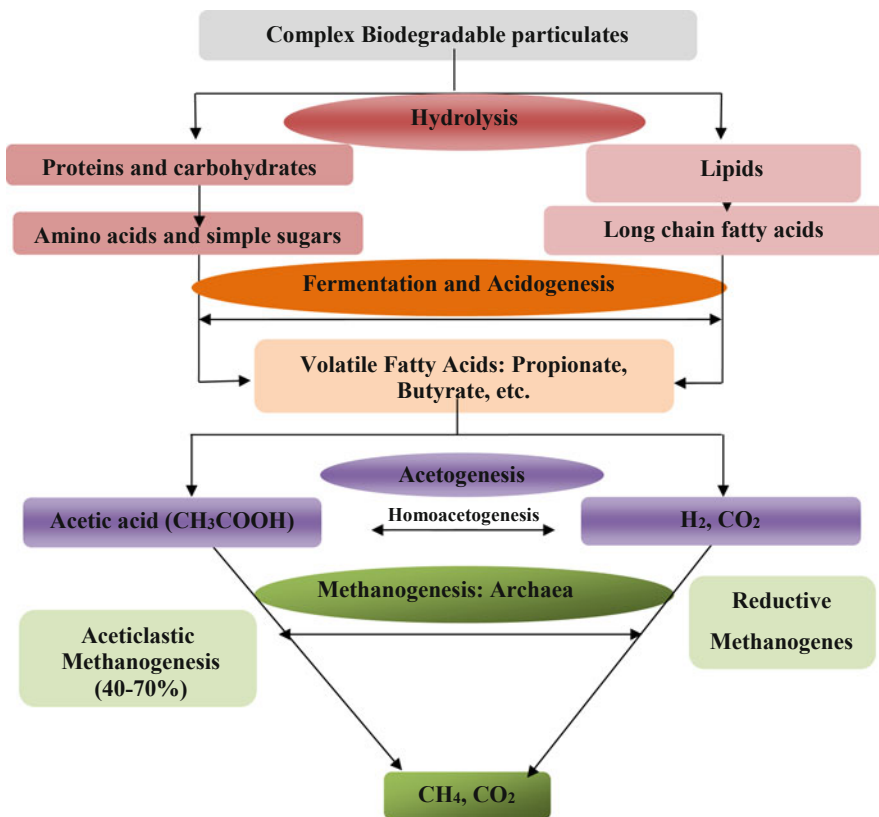 Complex Biodegradable particulates
Hydrolysis
Proteins and carbohydrates
Lipids
Amino acids and simple sugars
Long chain fatty acids
Fermentation and Acidogenesis
Volatile Fatty Acids: Propionate,
Butyrate, etc.
Acetogenesis
Acetic acid (CH₃COOH)
Homoacetogenesis
H₂, CO₂
Methanogenesis: Archaea
Aceticlastic
Methanogenesis
(40-70%)
Reductive
Methanogenes
CH₄, CO₂